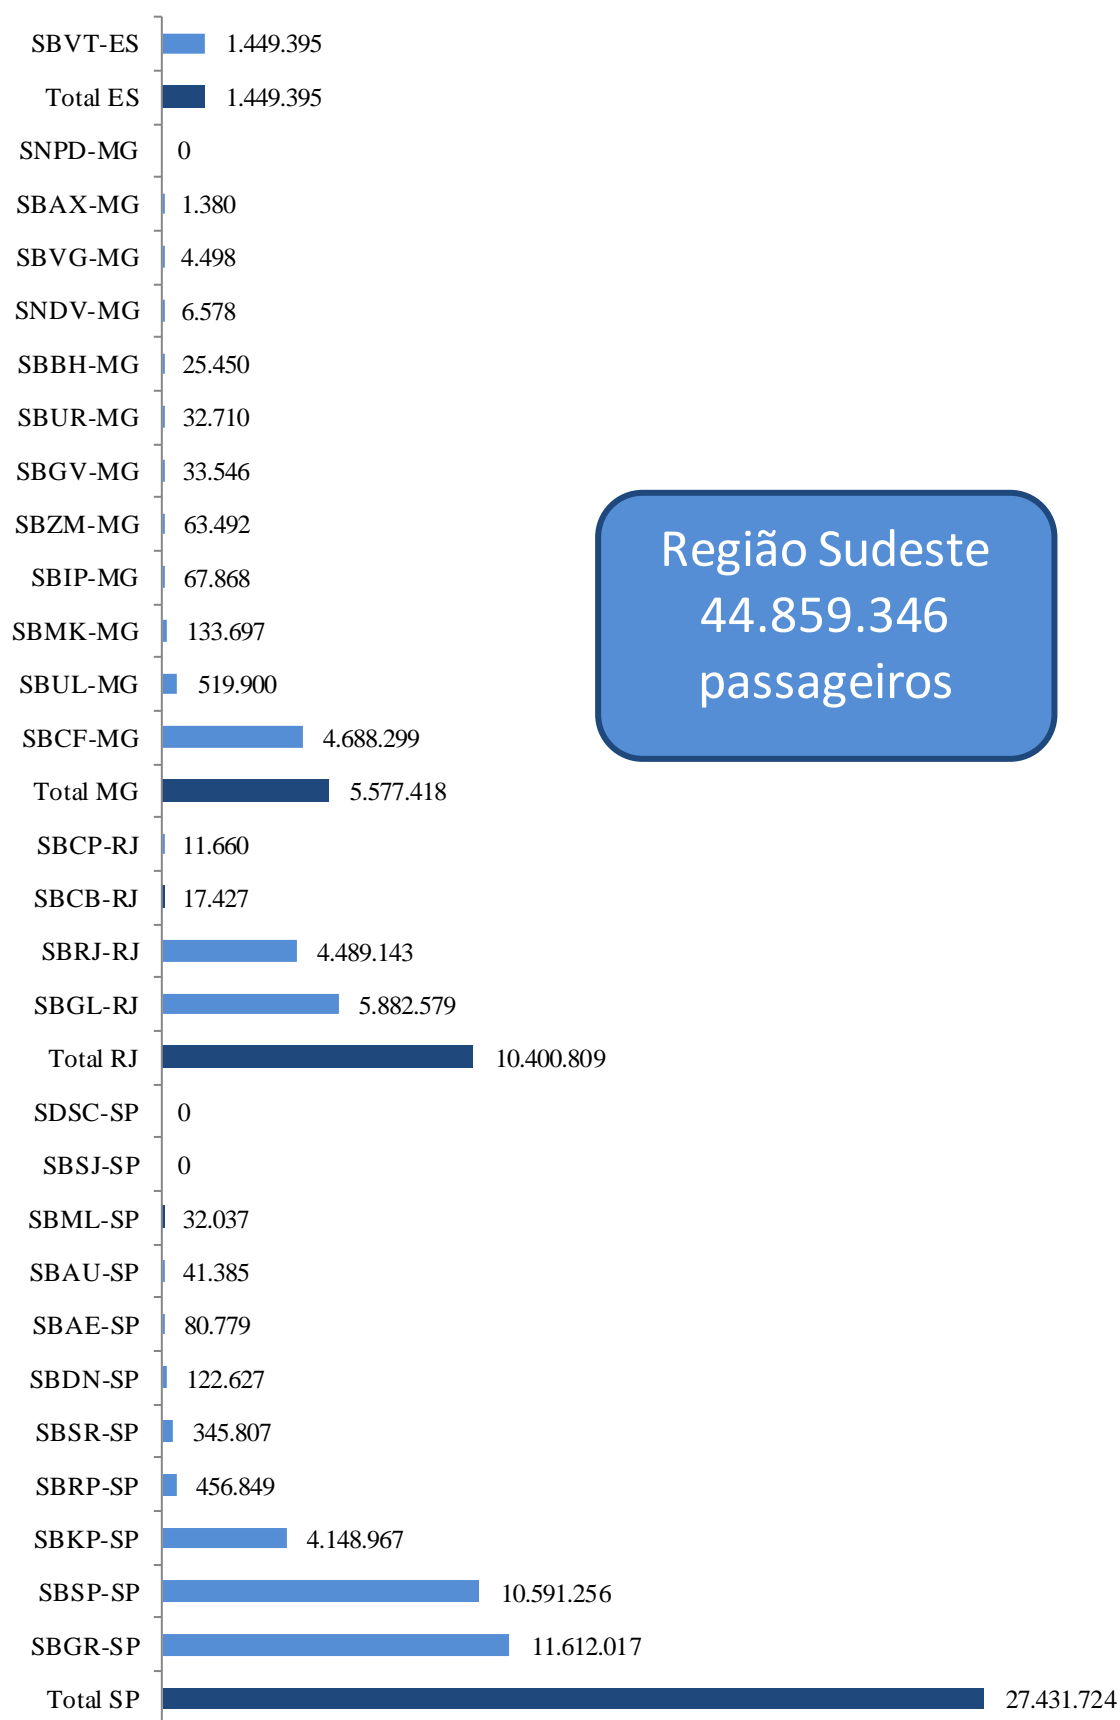 SBVT-ES 1.449.395
Total ES 1.449.395
SNPD-MG 0
SBAX-MG 1.380
SBVG-MG 4.498
SNDV-MG 6.578
SBBH-MG 25.450
SBUR-MG 32.710
SBGV-MG 33.546
SBZM-MG 63.492
SBIP-MG 67.868
SBMK-MG 133.697
SBUL-MG 519.900
SBCF-MG 4.688.299
Total MG 5.577.418
SBCP-RJ 11.660
SBCB-RJ 17.427
SBRJ-RJ 4.489.143
SBGL-RJ 5.882.579
Total RJ 10.400.809
SDSC-SP 0
SBSJ-SP 0
SBML-SP 32.037
SBAU-SP 41.385
SBAE-SP 80.779
SBDN-SP 122.627
SBSR-SP 345.807
SBRP-SP 456.849
SBKP-SP 4.148.967
SBSP-SP 10.591.256
SBGR-SP 11.612.017
Total SP 27.431.724
Região Sudeste
44.859.346
passageiros